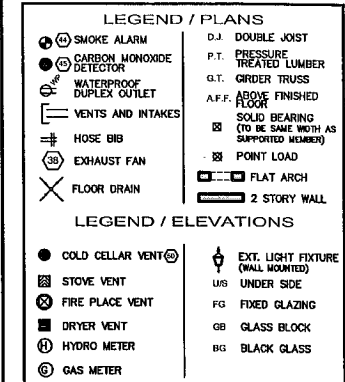 LEGEND / PLANS
44 SMOKE ALARM
45 CARBON MONOXIDE
DETECTOR
WP WATERPROOF
DUPLEX OUTLET
VENTS AND INTAKES
HOSE BIB
38 EXHAUST FAN
FLOOR DRAIN
D.J. DOUBLE JOIST
P.T. PRESSURE
TREATED LUMBER
G.T. GIRDER TRUSS
A.F.F. ABOVE FINISHED
FLOOR
SOLID BEARING
(TO BE SAME WIDTH AS
SUPPORTED MEMBER)
POINT LOAD
FLAT ARCH
2 STORY WALL
LEGEND / ELEVATIONS
COLD CELLAR VENT 50
STOVE VENT
FIRE PLACE VENT
DRYER VENT
H HYDRO METER
G GAS METER
EXT. LIGHT FIXTURE
(WALL MOUNTED)
U/S UNDER SIDE
FG FIXED GLAZING
GB GLASS BLOCK
BG BLACK GLASS